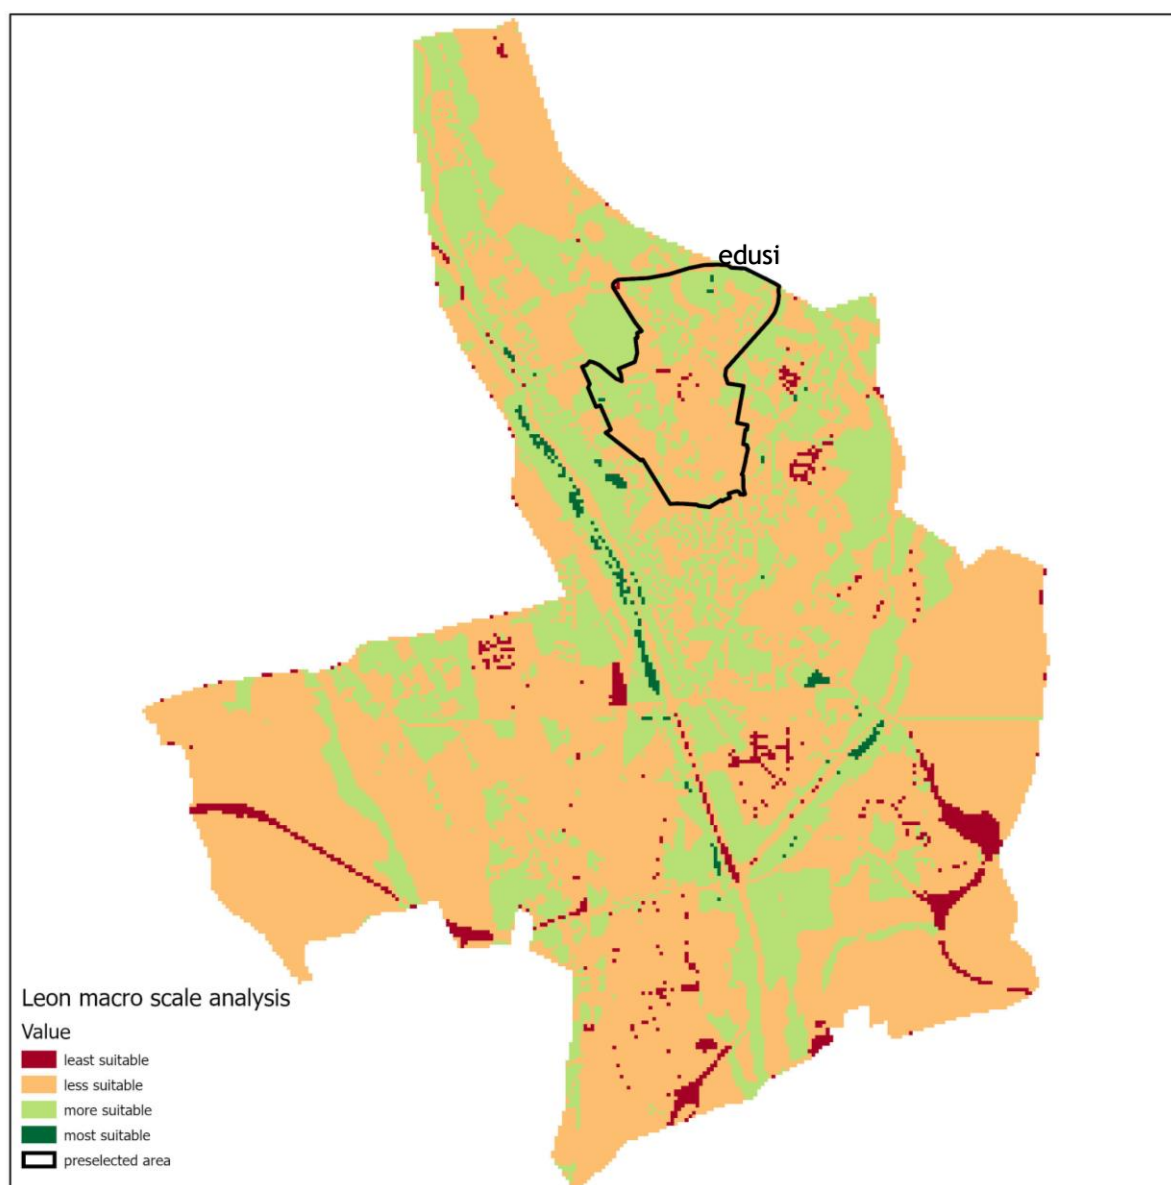 edusi
Leon macro scale analysis
Value
least suitable
less suitable
more suitable
most suitable
preselected area